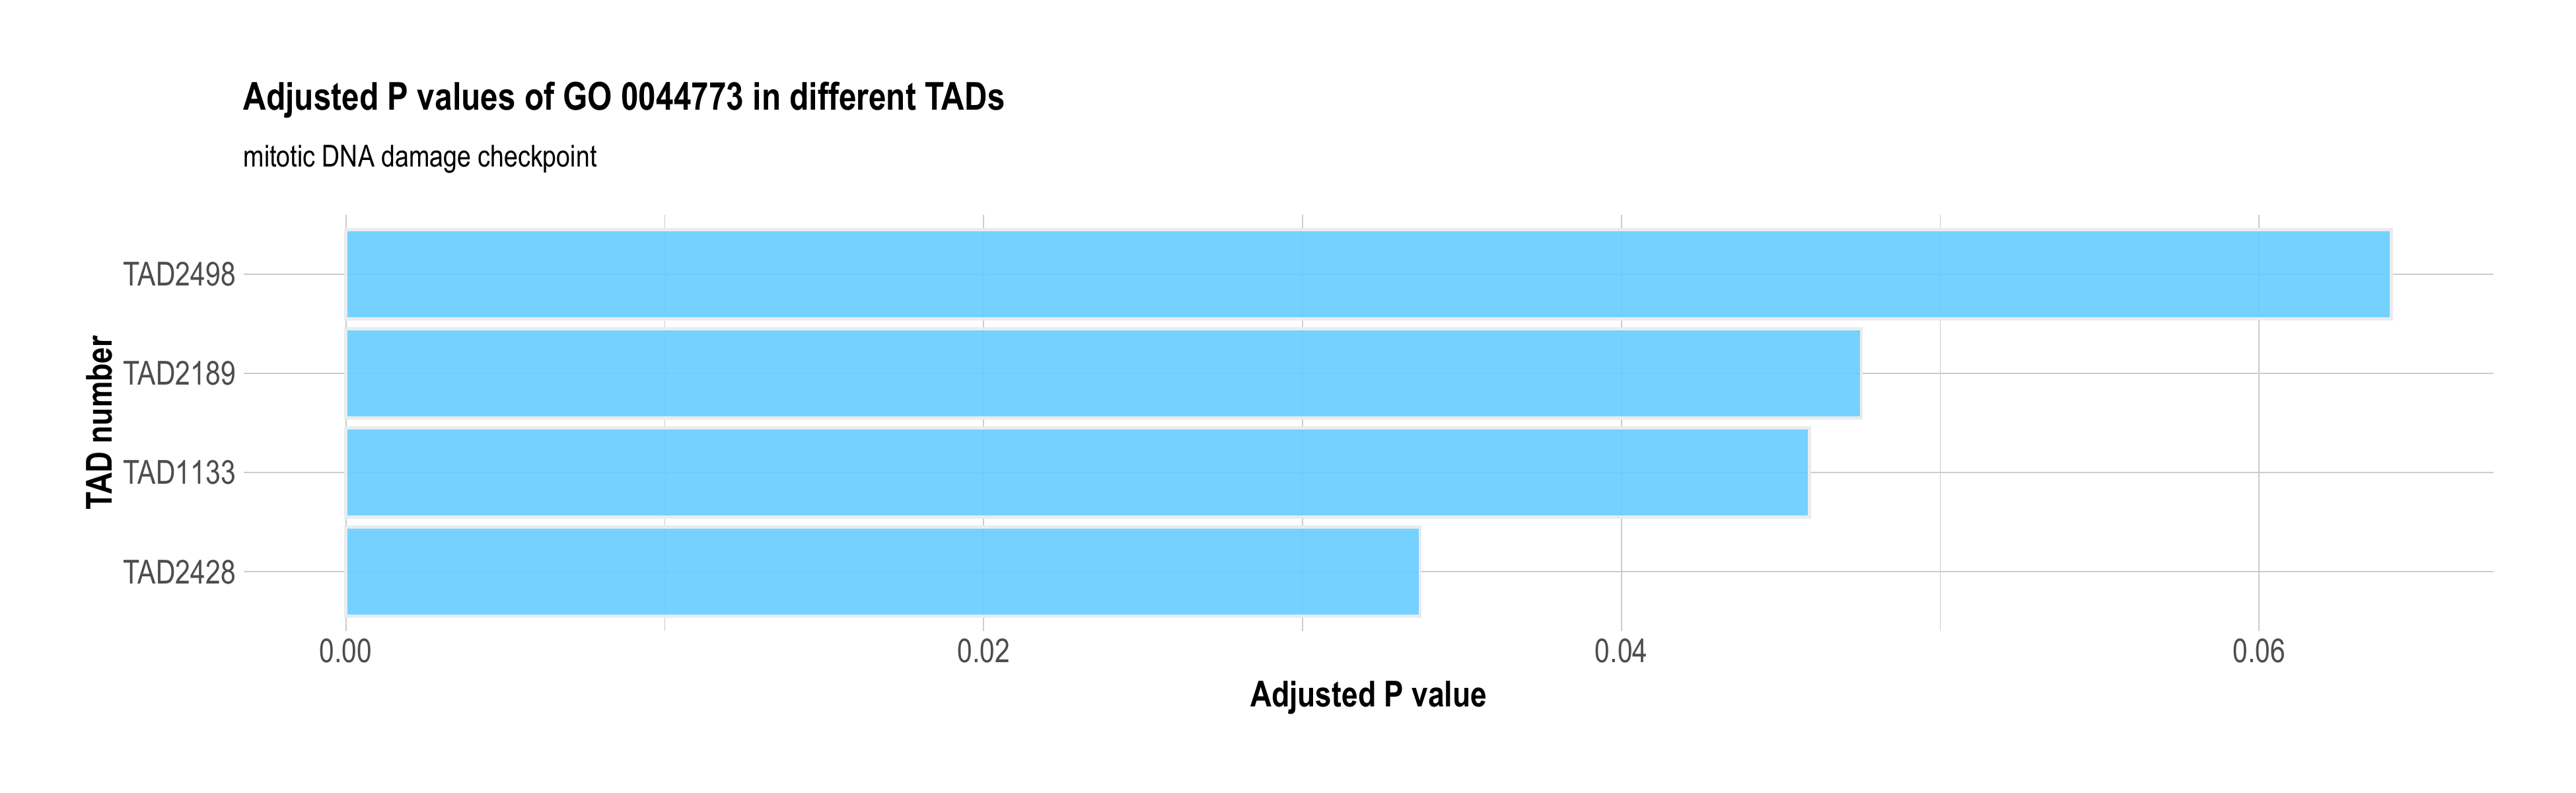 Adjusted P values of GO 0044773 in different TADs
mitotic DNA damage checkpoint
TAD number
TAD2498
TAD2189
TAD1133
TAD2428
0.00 0.02 0.04 0.06
Adjusted P value